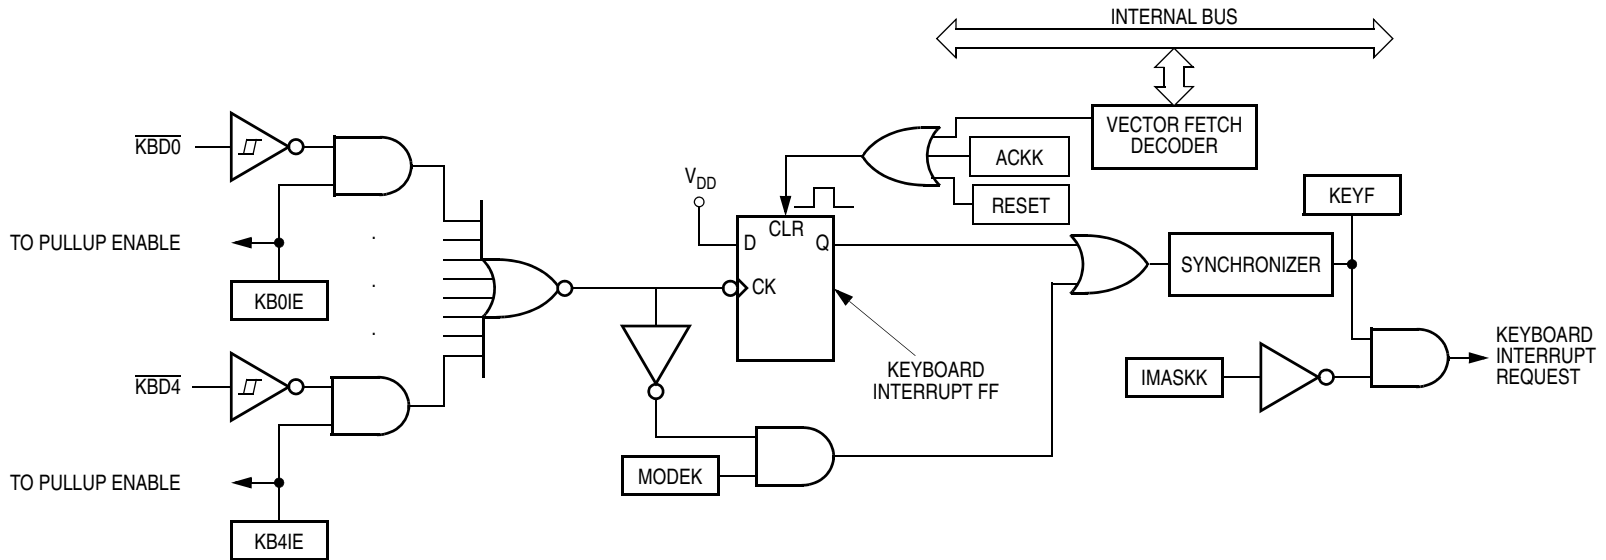 INTERNAL BUS
KBD0
VECTOR FETCH
DECODER
ACKK
VDD
RESET
KEYF
CLR
TO PULLUP ENABLE
D
Q
SYNCHRONIZER
KB0IE
CK
KEYBOARD
INTERRUPT
REQUEST
KBD4
KEYBOARD
INTERRUPT FF
IMASKK
TO PULLUP ENABLE
MODEK
KB4IE